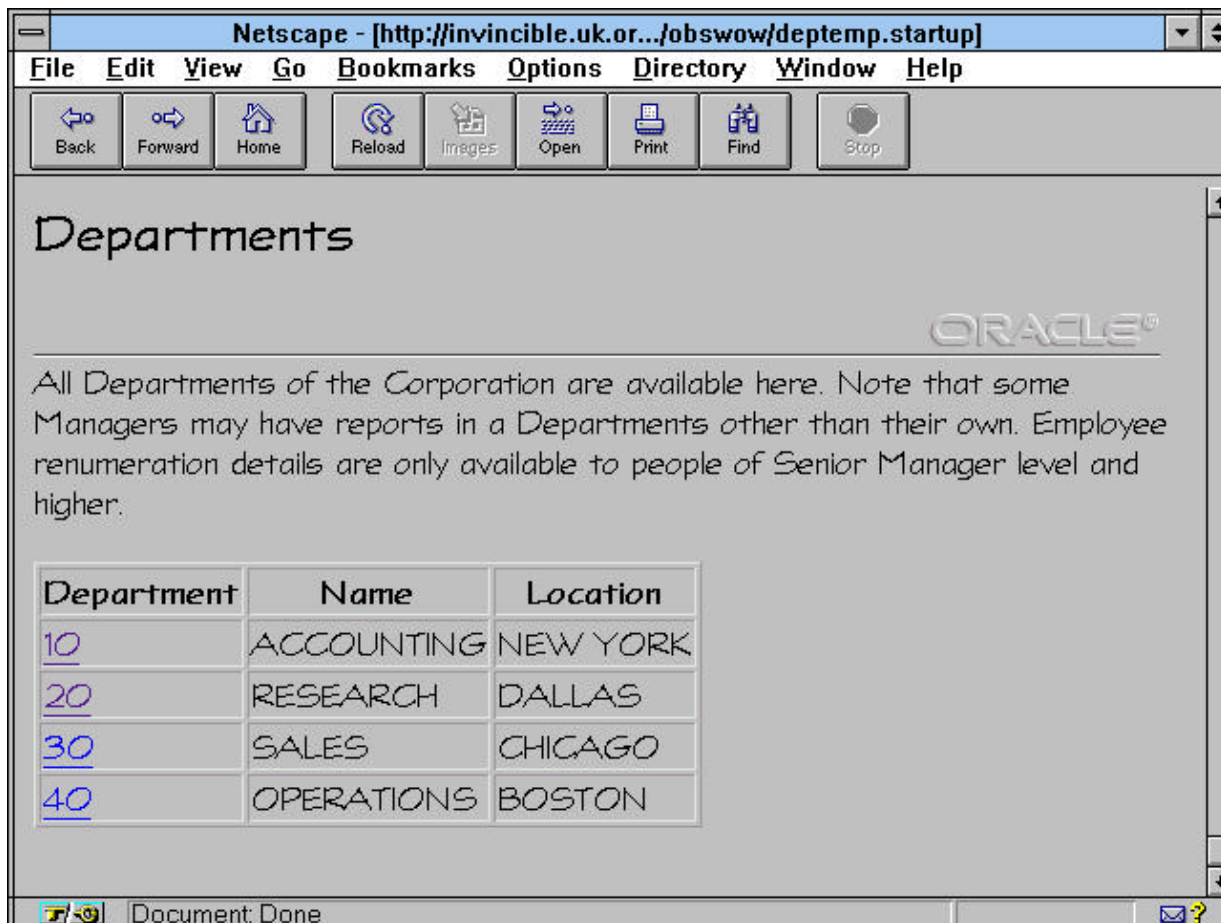 Netscape - [http://invincible.uk.or.../obswow/deptemp.startup]
File Edit View Go Bookmarks Options Directory Window Help
Back Forward Home Reload Images Open Print Find Stop
Departments
ORACLE®
All Departments of the Corporation are available here. Note that some
Managers may have reports in a Departments other than their own. Employee
renumeration details are only available to people of Senior Manager level and
higher.
Department Name Location
10 ACCOUNTING NEW YORK
20 RESEARCH DALLAS
30 SALES CHICAGO
40 OPERATIONS BOSTON
Document: Done